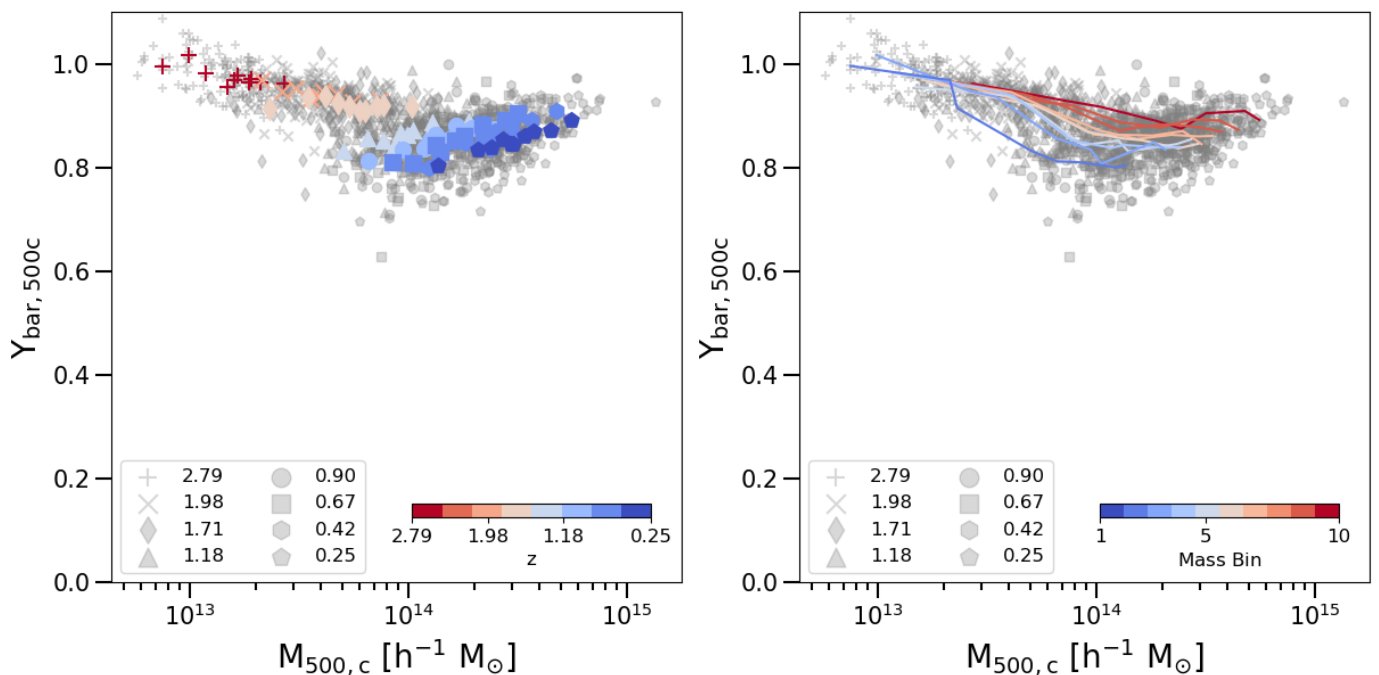 1.0
0.8
0.6
0.4
0.2
0.0
Y_bar, 500c
2.79 0.90
1.98 0.67
1.71 0.42
1.18 0.25
2.79 1.98 1.18 0.25
z
10^13 10^14 10^15
M_500, c [h^−1 M_⊙]
1.0
0.8
0.6
0.4
0.2
0.0
Y_bar, 500c
2.79 0.90
1.98 0.67
1.71 0.42
1.18 0.25
1 5 10
Mass Bin
10^13 10^14 10^15
M_500, c [h^−1 M_⊙]